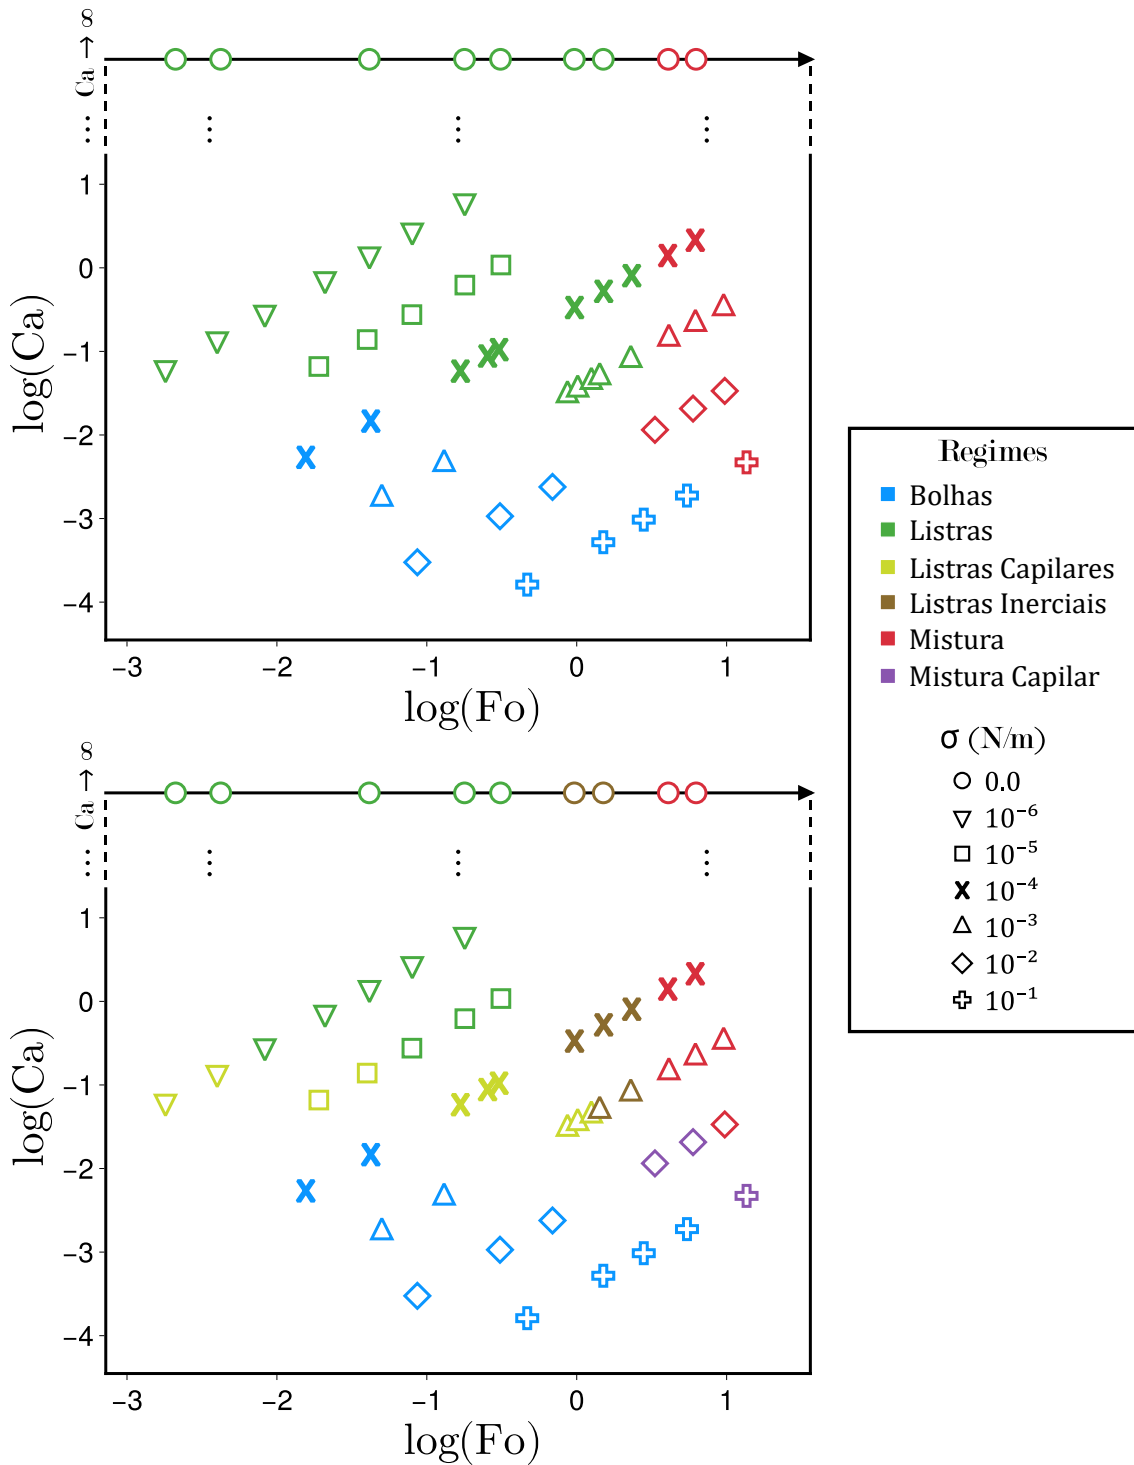 Ca → ∞
⋮ ⋮ ⋮ ⋮
1
0
−1
−2
−3
−4
log(Ca)
−3 −2 −1 0 1
log(Fo)
Ca → ∞
⋮ ⋮ ⋮ ⋮
1
0
−1
−2
−3
−4
log(Ca)
−3 −2 −1 0 1
log(Fo)
Regimes
Bolhas
Listras
Listras Capilares
Listras Inerciais
Mistura
Mistura Capilar
σ (N/m)
0.0
10⁻⁶
10⁻⁵
10⁻⁴
10⁻³
10⁻²
10⁻¹